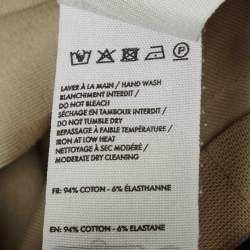 LAVER À LA MAIN / HAND WASH
BLANCHIMENT INTERDIT /
DO NOT BLEACH
SÉCHAGE EN TAMBOUR INTERDIT /
DO NOT TUMBLE DRY
REPASSAGE À FAIBLE TEMPÉRATURE /
IRON AT LOW HEAT
NETTOYAGE À SEC MODÉRÉ /
MODERATE DRY CLEANING
FR: 94% COTON - 6% ÉLASTHANNE
EN: 94% COTTON - 6% ELASTANE